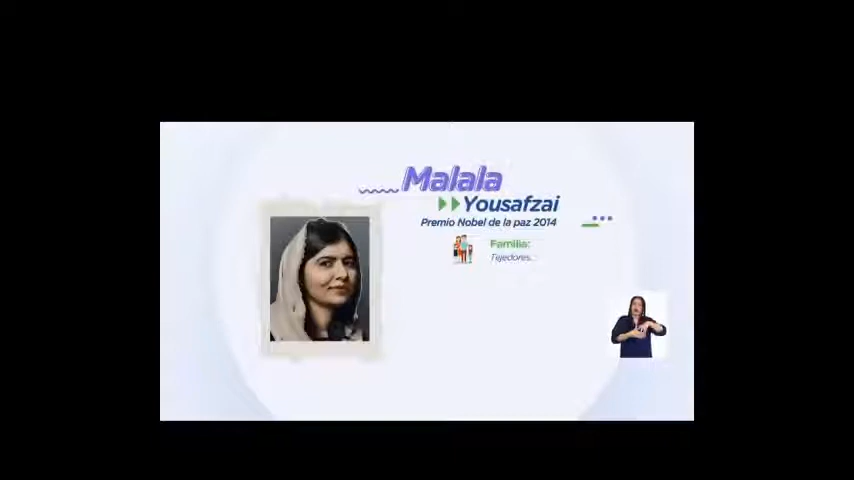 Malala
Yousafzai
Premio Nobel de la paz 2014
Familia:
Tejedores.